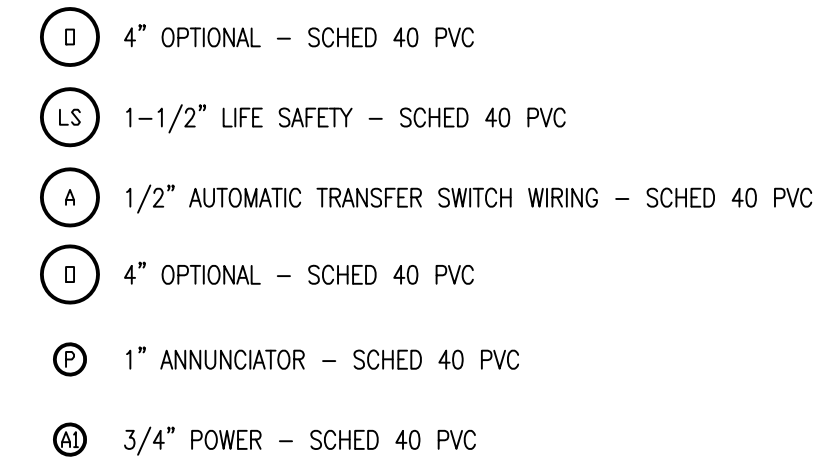 O 4" OPTIONAL – SCHED 40 PVC
LS 1–1/2" LIFE SAFETY – SCHED 40 PVC
A 1/2" AUTOMATIC TRANSFER SWITCH WIRING – SCHED 40 PVC
O 4" OPTIONAL – SCHED 40 PVC
P 1" ANNUNCIATOR – SCHED 40 PVC
A1 3/4" POWER – SCHED 40 PVC